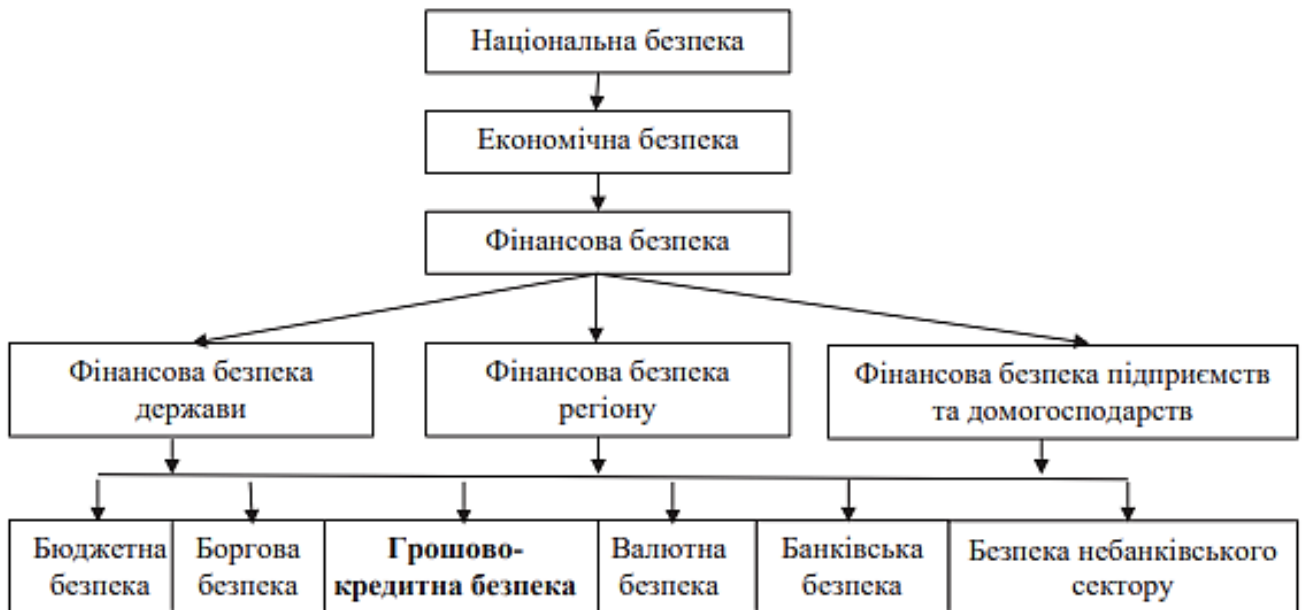 Національна безпека
Економічна безпека
Фінансова безпека
Фінансова безпека
держави
Фінансова безпека
регіону
Фінансова безпека підприємств
та домогосподарств
Бюджетна
безпека
Боргова
безпека
Грошово-
кредитна безпека
Валютна
безпека
Банківська
безпека
Безпека небанківського
сектору